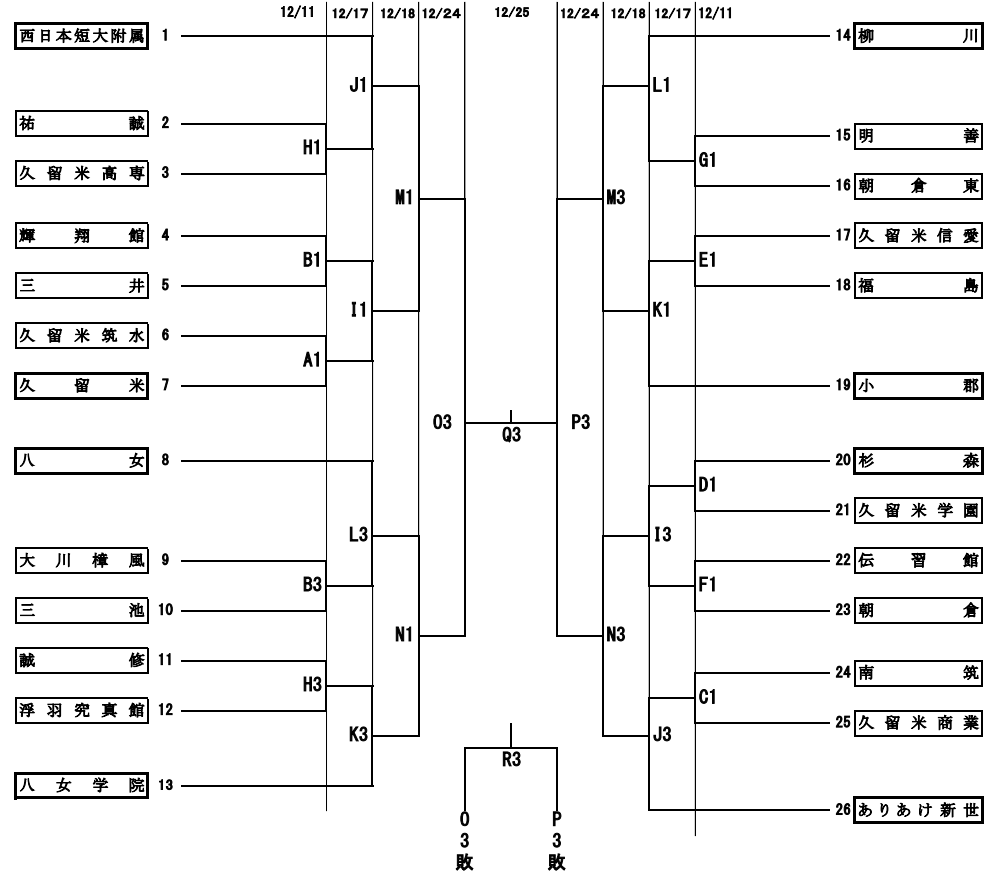 12/11 12/17 12/18 12/24 12/25 12/24 12/18 12/17 12/11
西日本短大附属 1
14 柳川
J1
L1
祐誠 2
15 明善
H1
G1
久留米高専 3
16 朝倉東
M1
M3
輝翔館 4
17 久留米信愛
B1
E1
三井 5
18 福島
I1
K1
久留米筑水 6
A1
久留米 7
19 小郡
O3
Q3
P3
八女 8
20 杉森
D1
21 久留米学園
L3
I3
大川樟風 9
22 伝習館
B3
F1
三池 10
23 朝倉
N1
N3
誠修 11
24 南筑
H3
C1
浮羽究真館 12
25 久留米商業
K3
J3
R3
八女学院 13
26 ありあけ新世
O3敗
P3敗